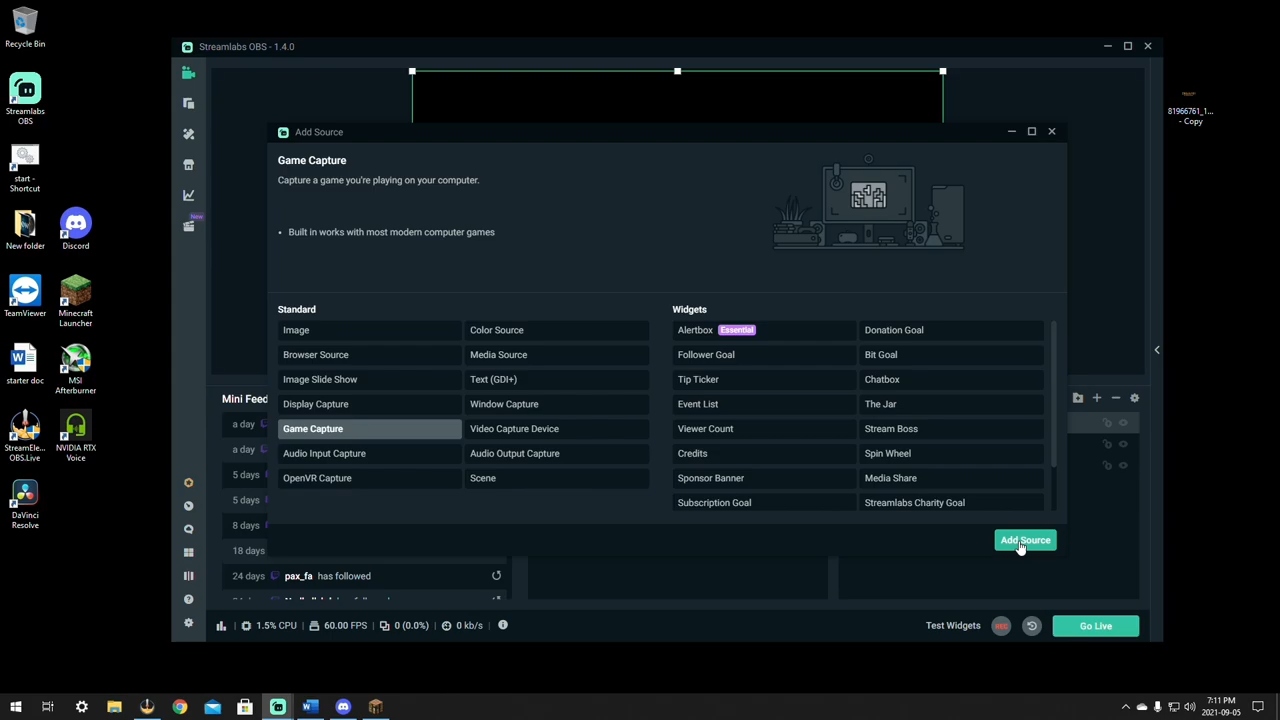 Recycle Bin
Streamlabs
OBS
start -
Shortcut
New folder
Discord
TeamViewer
Minecraft
Launcher
starter doc
MSI
Afterburner
StreamEle...
OBS.Live
NVIDIA RTX
Voice
DaVinci
Resolve
81966761_1...
- Copy
Streamlabs OBS - 1.4.0
New
Add Source
Game Capture
Capture a game you're playing on your computer.
• Built in works with most modern computer games
Standard
Image
Color Source
Browser Source
Media Source
Image Slide Show
Text (GDI+)
Display Capture
Window Capture
Game Capture
Video Capture Device
Audio Input Capture
Audio Output Capture
OpenVR Capture
Scene
Widgets
Alertbox Essential
Donation Goal
Follower Goal
Bit Goal
Tip Ticker
Chatbox
Event List
The Jar
Viewer Count
Stream Boss
Credits
Spin Wheel
Sponsor Banner
Media Share
Subscription Goal
Streamlabs Charity Goal
Add Source
Mini Feed
a day
a day
5 days
5 days
8 days
18 days
24 days pax_fa has followed
1.5% CPU 60.00 FPS 0 (0.0%) 0 kb/s
Test Widgets
REC
Go Live
7:11 PM
2021-09-05